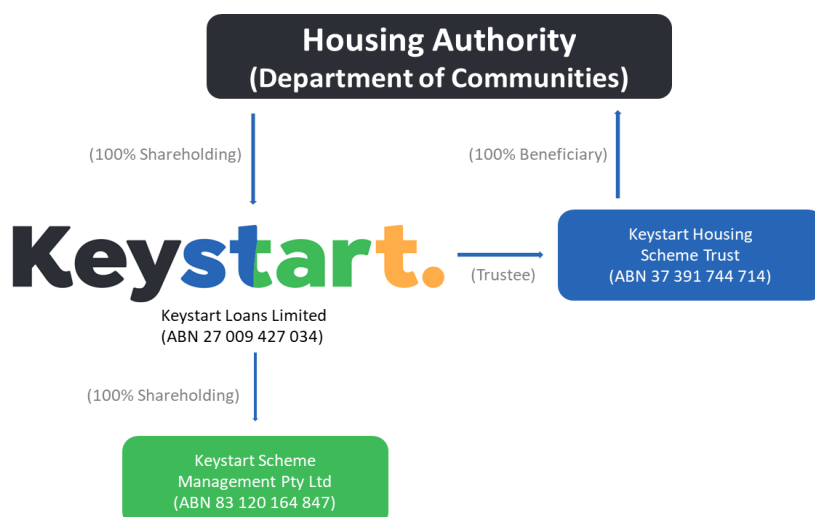 Housing Authority
(Department of Communities)
(100% Shareholding)
(100% Beneficiary)
Keystart.
(Trustee)
Keystart Housing
Scheme Trust
(ABN 37 391 744 714)
Keystart Loans Limited
(ABN 27 009 427 034)
(100% Shareholding)
Keystart Scheme
Management Pty Ltd
(ABN 83 120 164 847)